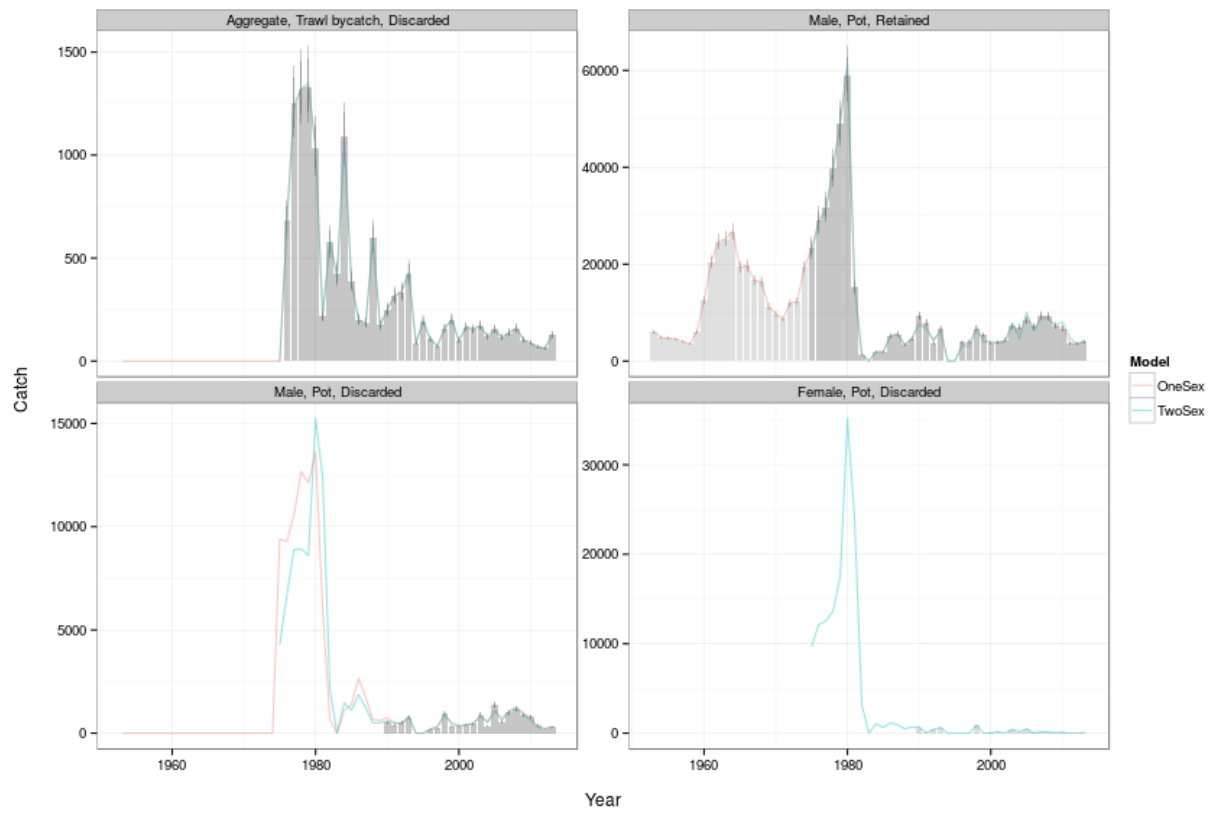 Aggregate, Trawl bycatch, Discarded
Male, Pot, Retained
1500
1000
500
0
60000
40000
20000
0
Catch
Male, Pot, Discarded
Female, Pot, Discarded
15000
10000
5000
0
30000
20000
10000
0
Model
OneSex
TwoSex
1960 1980 2000
1960 1980 2000
Year